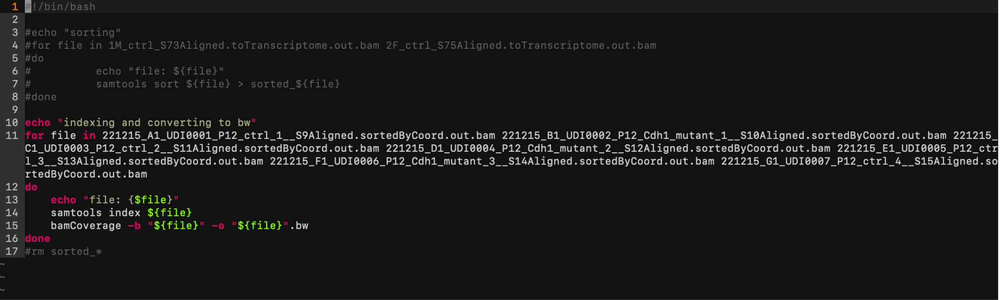 1 #!/bin/bash
2
3 #echo "sorting"
4 #for file in 1M_ctrl_S73Aligned.toTranscriptome.out.bam 2F_ctrl_S75Aligned.toTranscriptome.out.bam
5 #do
6 #          echo "file: ${file}"
7 #          samtools sort ${file} > sorted_${file}
8 #done
9
10 echo "indexing and converting to bw"
11 for file in 221215_A1_UDI0001_P12_ctrl_1__S9Aligned.sortedByCoord.out.bam 221215_B1_UDI0002_P12_Cdh1_mutant_1__S10Aligned.sortedByCoord.out.bam 221215_
C1_UDI0003_P12_ctrl_2__S11Aligned.sortedByCoord.out.bam 221215_D1_UDI0004_P12_Cdh1_mutant_2__S12Aligned.sortedByCoord.out.bam 221215_E1_UDI0005_P12_ctr
l_3__S13Aligned.sortedByCoord.out.bam 221215_F1_UDI0006_P12_Cdh1_mutant_3__S14Aligned.sortedByCoord.out.bam 221215_G1_UDI0007_P12_ctrl_4__S15Aligned.so
rtedByCoord.out.bam
12 do
13     echo "file: {$file}"
14     samtools index ${file}
15     bamCoverage -b "${file}" -o "${file}".bw
16 done
17 #rm sorted_*
~
~
~